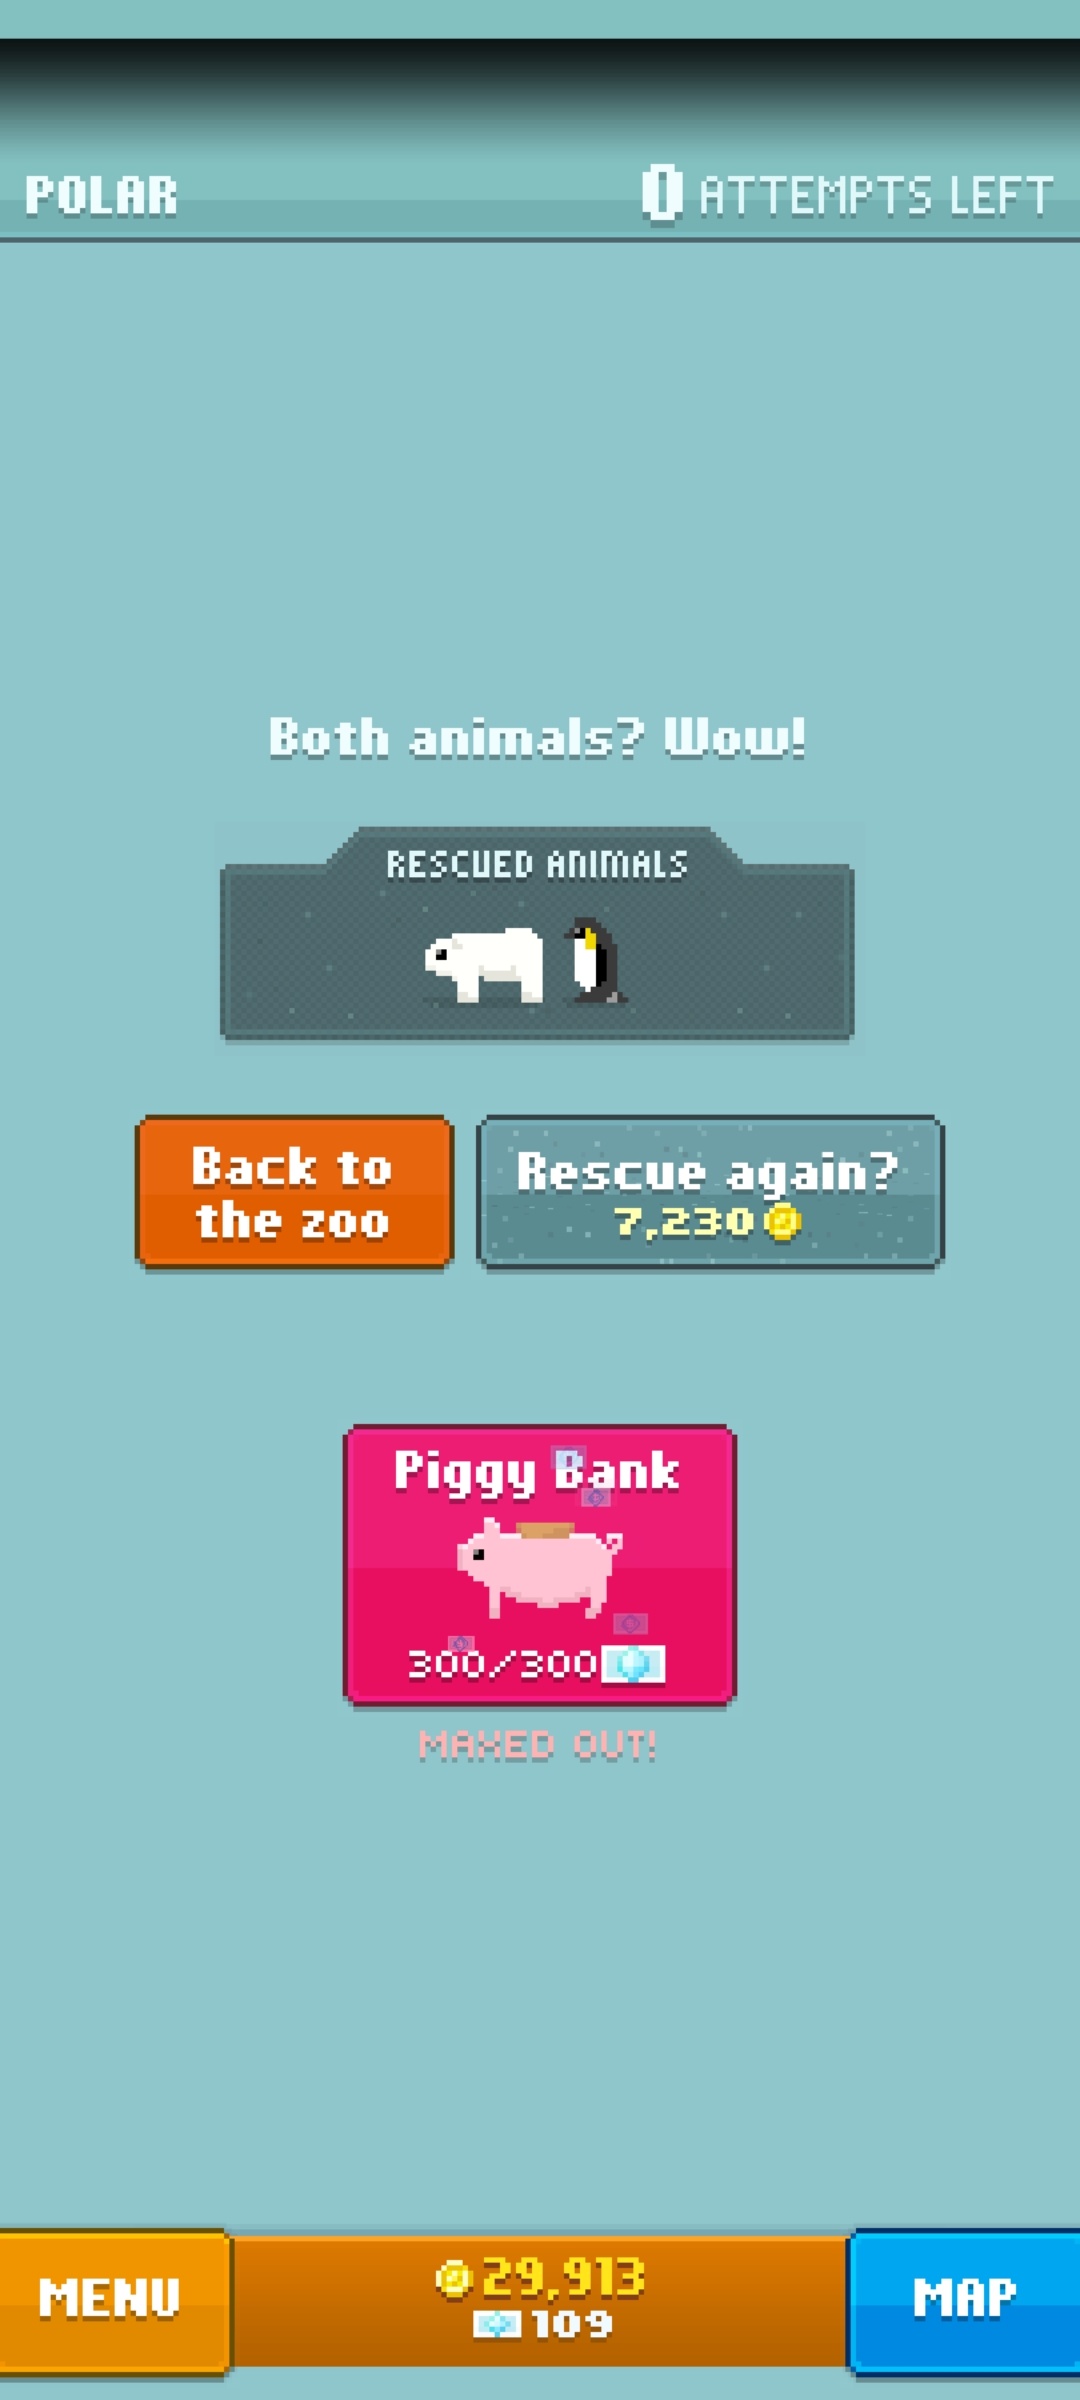 POLAR
0 ATTEMPTS LEFT
Both animals? Wow!
RESCUED ANIMALS
Back to
the zoo
Rescue again?
7,230
Piggy Bank
300/300
MAXED OUT!
MENU
29,913
109
MAP